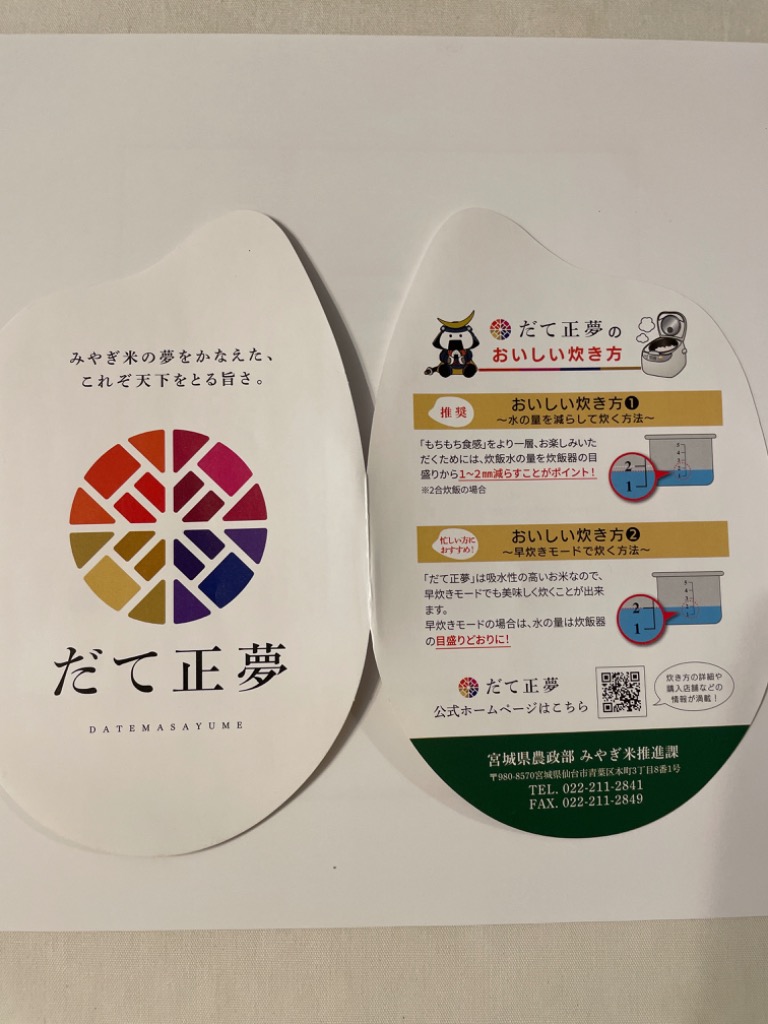 みやぎ米の夢をかなえた、
これぞ天下をとる旨さ。
だて正夢
DATEMASAYUME
だて正夢の
おいしい炊き方
推奨
おいしい炊き方❶
～水の量を減らして炊く方法～
「もちもち食感」をより一層、お楽しみいた
だくためには、炊飯水の量を炊飯器の目
盛りから1～2㎜減らすことがポイント！
※2合炊飯の場合
5
4
3
2
1
2
1
忙しい方に
おすすめ！
おいしい炊き方❷
～早炊きモードで炊く方法～
「だて正夢」は吸水性の高いお米なので、
早炊きモードでも美味しく炊くことが出来
ます。
早炊きモードの場合は、水の量は炊飯器
の目盛りどおりに！
5
4
3
2
1
2
1
だて正夢
公式ホームページはこちら
炊き方の詳細や
購入店舗などの
情報が満載！
宮城県農政部 みやぎ米推進課
〒980-8570宮城県仙台市青葉区本町3丁目8番1号
TEL. 022-211-2841
FAX. 022-211-2849